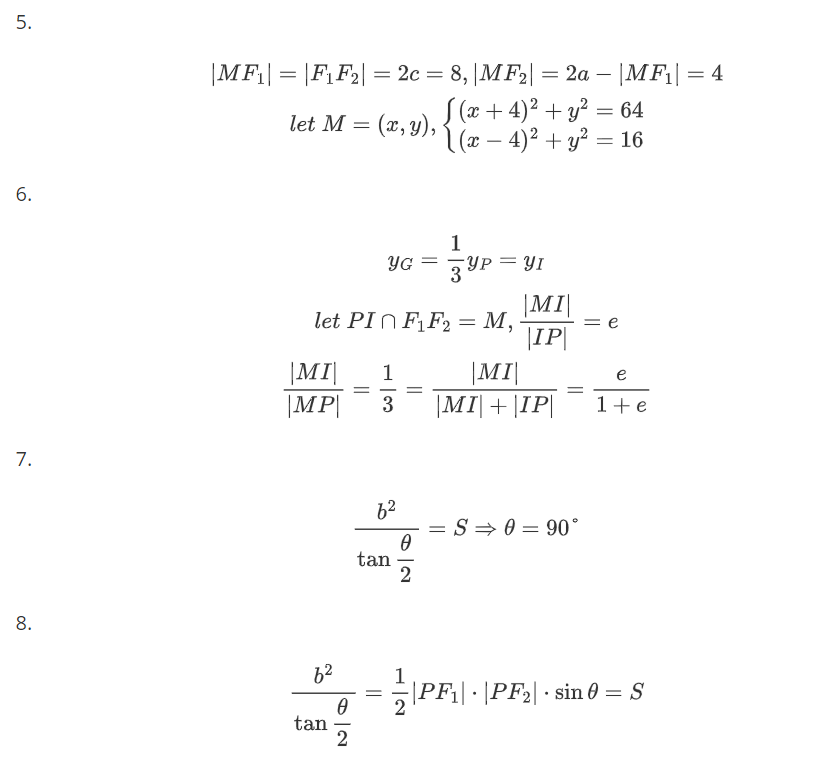 5.
|MF₁| = |F₁F₂| = 2c = 8, |MF₂| = 2a − |MF₁| = 4
let M = (x, y), { (x + 4)² + y² = 64
(x − 4)² + y² = 16
6.
y_G = 1/3 y_P = y_I
let PI ∩ F₁F₂ = M, |MI|/|IP| = e
|MI|/|MP| = 1/3 = |MI|/(|MI| + |IP|) = e/(1 + e)
7.
b²/(tan θ/2) = S ⇒ θ = 90°
8.
b²/(tan θ/2) = 1/2 |PF₁| · |PF₂| · sin θ = S